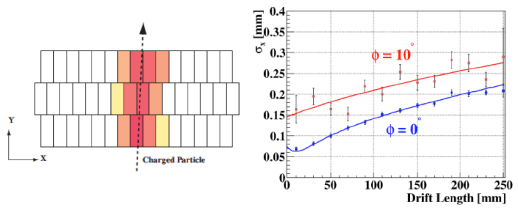 Y
X
Charged Particle
σx [mm]
0.4
0.35
0.3
0.25
0.2
0.15
0.1
0.05
0
ϕ = 10°
ϕ = 0°
0 50 100 150 200 250
Drift Length [mm]